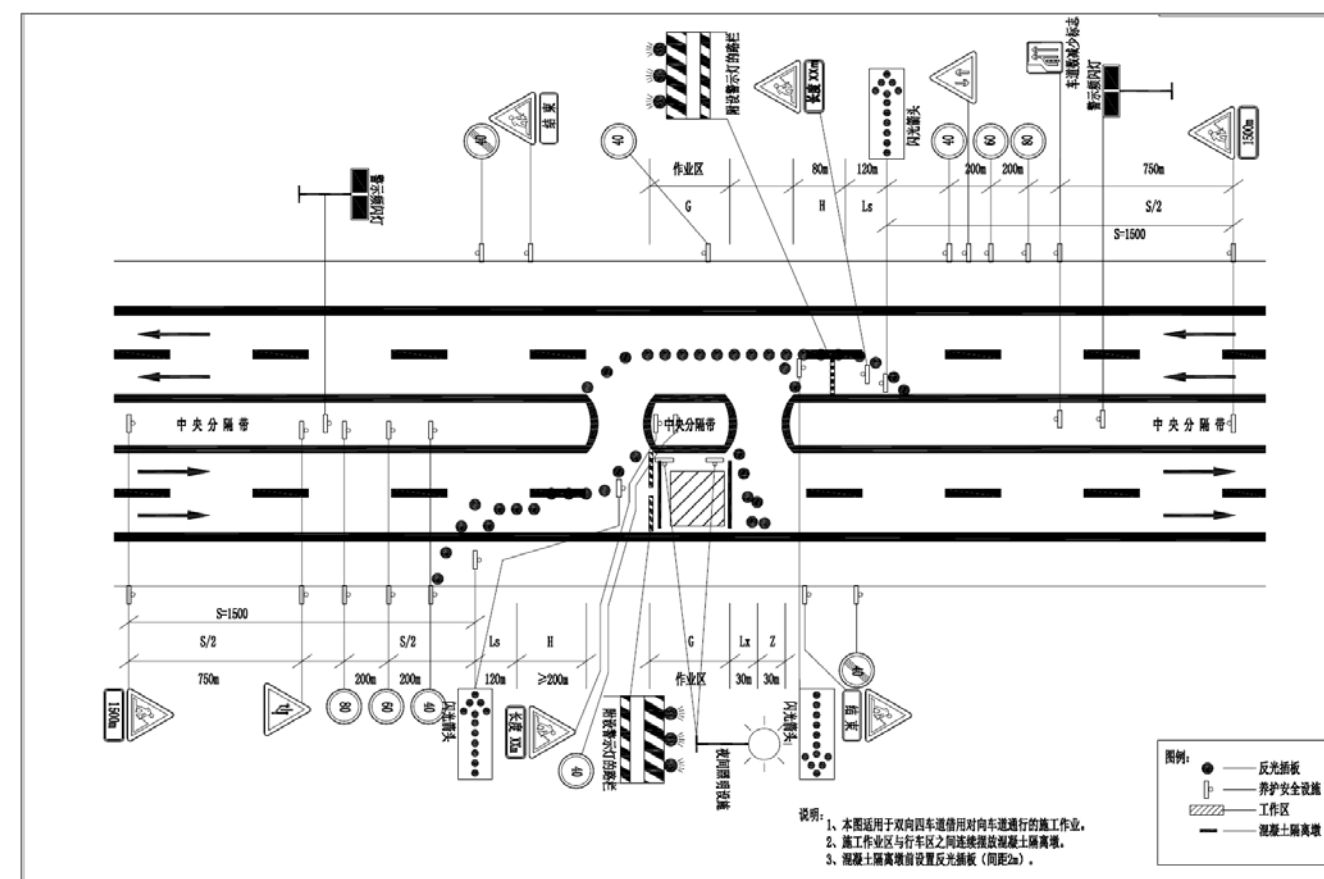 车道数减少标志
警示频闪灯
附设警示灯的路栏
长度 XXm
闪光箭头
1500m
结 束
40
40
40
60
80
作业区
80m
120m
200m
200m
750m
G
H
Ls
S/2
S=1500
警示频闪灯
中 央 分 隔 带
中央分隔带
中 央 分 隔 带
S=1500
S/2
S/2
Ls
H
G
Lx
Z
750m
200m
200m
120m
≥200m
作业区
30m
30m
1500m
80
60
40
闪光箭头
长度 XXm
40
附设警示灯的路栏
夜间照明设施
闪光箭头
结 束
40
说明:
1、本图适用于双向四车道借用对向车道通行的施工作业。
2、施工作业区与行车区之间连续摆放混凝土隔离墩。
3、混凝土隔离墩前设置反光插板（间距2m）.
图例:
反光插板
养护安全设施
工作区
混凝土隔离墩